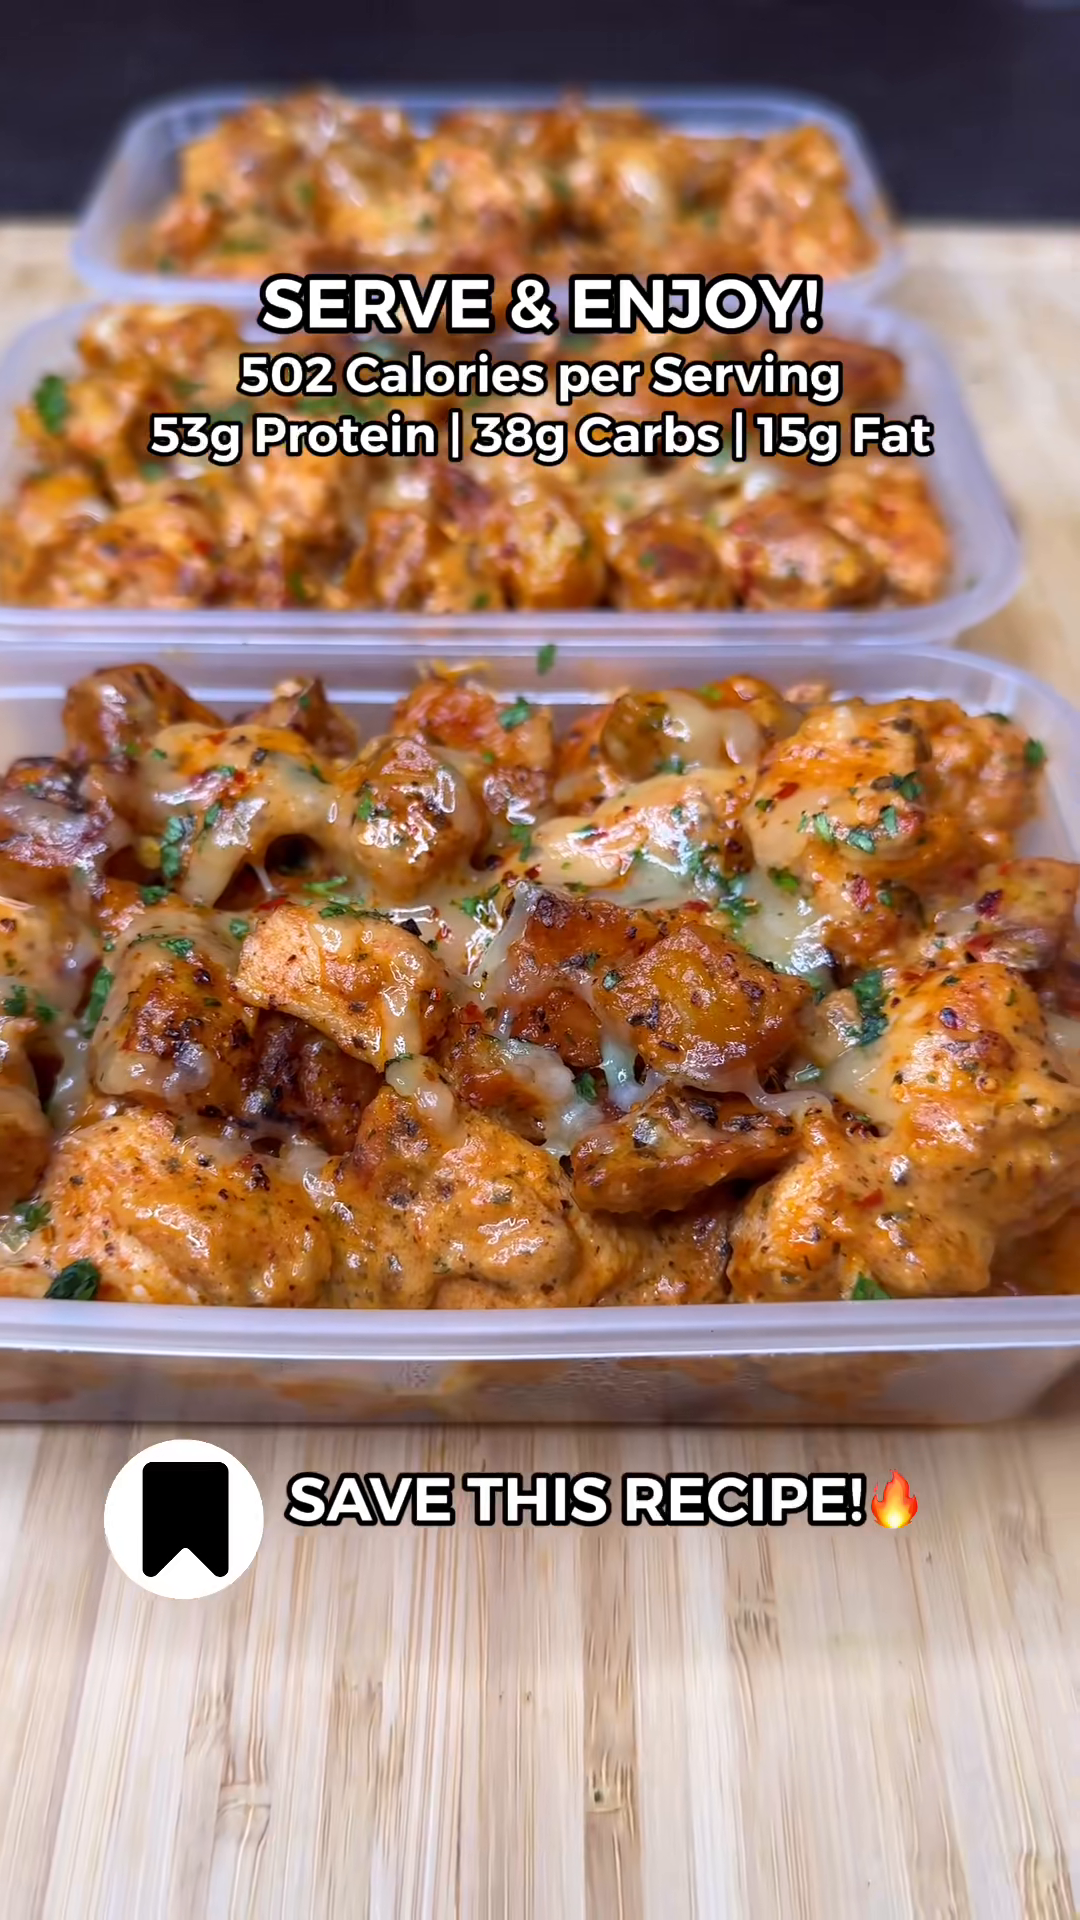 SERVE & ENJOY!
502 Calories per Serving
53g Protein | 38g Carbs | 15g Fat
SAVE THIS RECIPE!🔥